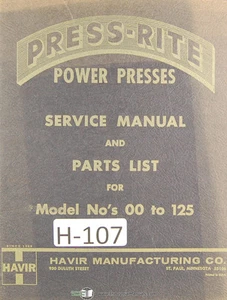 PRESS-RITE
POWER PRESSES
SERVICE MANUAL
AND
PARTS LIST
FOR
Model No's 00 to 125
H-107
HAVIR
HAVIR MANUFACTURING CO.
ST. PAUL, MINNESOTA